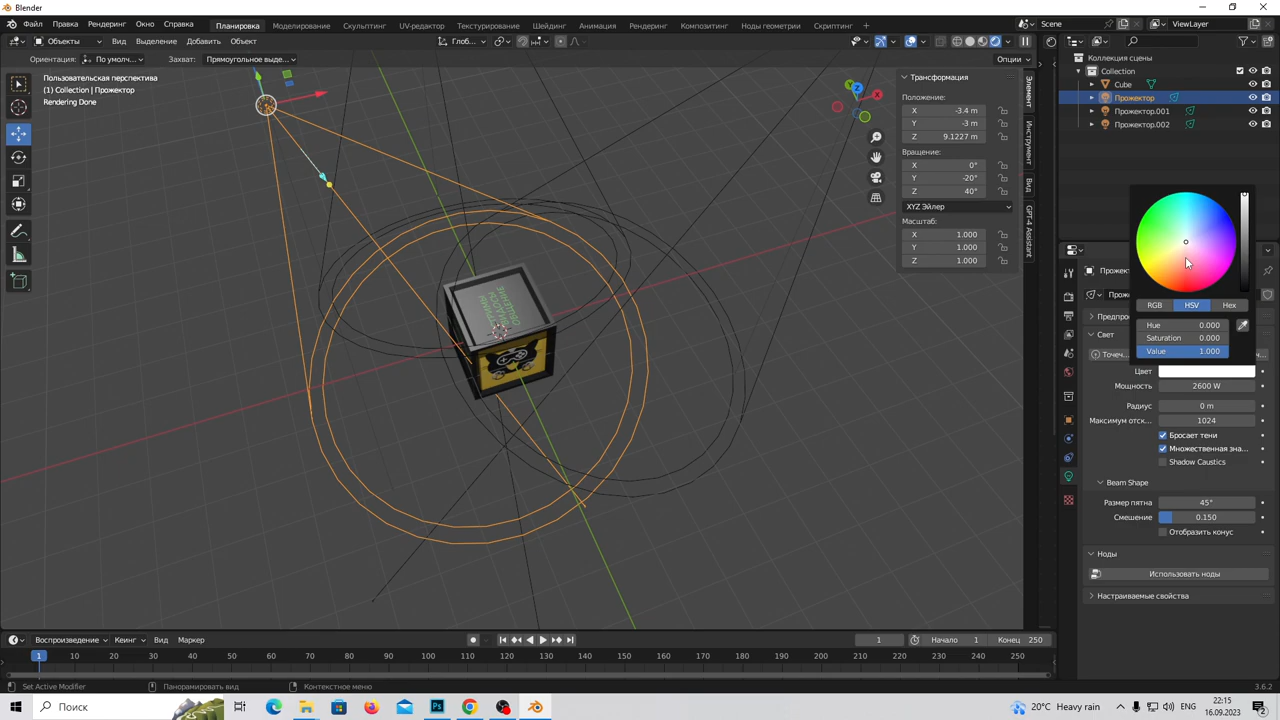 Blender
Файл Правка Рендеринг Окно Справка Планировка Моделирование Скульптинг UV-редактор Текстурирование Шейдинг Анимация Рендеринг Композитинг Ноды геометрии Скриптинг Scene ViewLayer
Объекты Вид Выделение Добавить Объект Глоб...
Ориентация: По умолч... Захват: Прямоугольное выде... Опции
Пользовательская перспектива
(1) Collection | Прожектор
Rendering Done
X
Y
Z
Трансформация
Положение:
X -3.4 m
Y -3 m
Z 9.1227 m
Вращение:
X 0°
Y -20°
Z 40°
XYZ Эйлер
Масштаб:
X 1.000
Y 1.000
Z 1.000
Элемент
Инструмент
Вид
GPT-4 Assistant
Коллекция сцены
Collection
Cube
Прожектор
Прожектор.001
Прожектор.002
RGB HSV Hex
Hue 0.000
Saturation 0.000
Value 1.000
Прожект
Прож
Предпро
Свет
Точеч
Цвет
Мощность 2600 W
Радиус 0 m
Максимум отск... 1024
Бросает тени
Множественная зна...
Shadow Caustics
Beam Shape
Размер пятна 45°
Смешение 0.150
Отобразить конус
Ноды
Использовать ноды
Настраиваемые свойства
Воспроизведение Кеинг Вид Маркер 1 Начало 1 Конец 250
1 10 20 30 40 50 60 70 80 90 100 110 120 130 140 150 160 170 180 190 200 210 220 230 240 250
Set Active Modifier Панорамировать вид Контекстное меню 3.6.2
Поиск 20°C Heavy rain ENG 22:15
16.09.2023 2